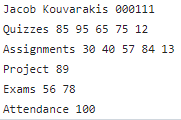 Jacob Kouvarakis 000111
Quizzes 85 95 65 75 12
Assignments 30 40 57 84 13
Project 89
Exams 56 78
Attendance 100